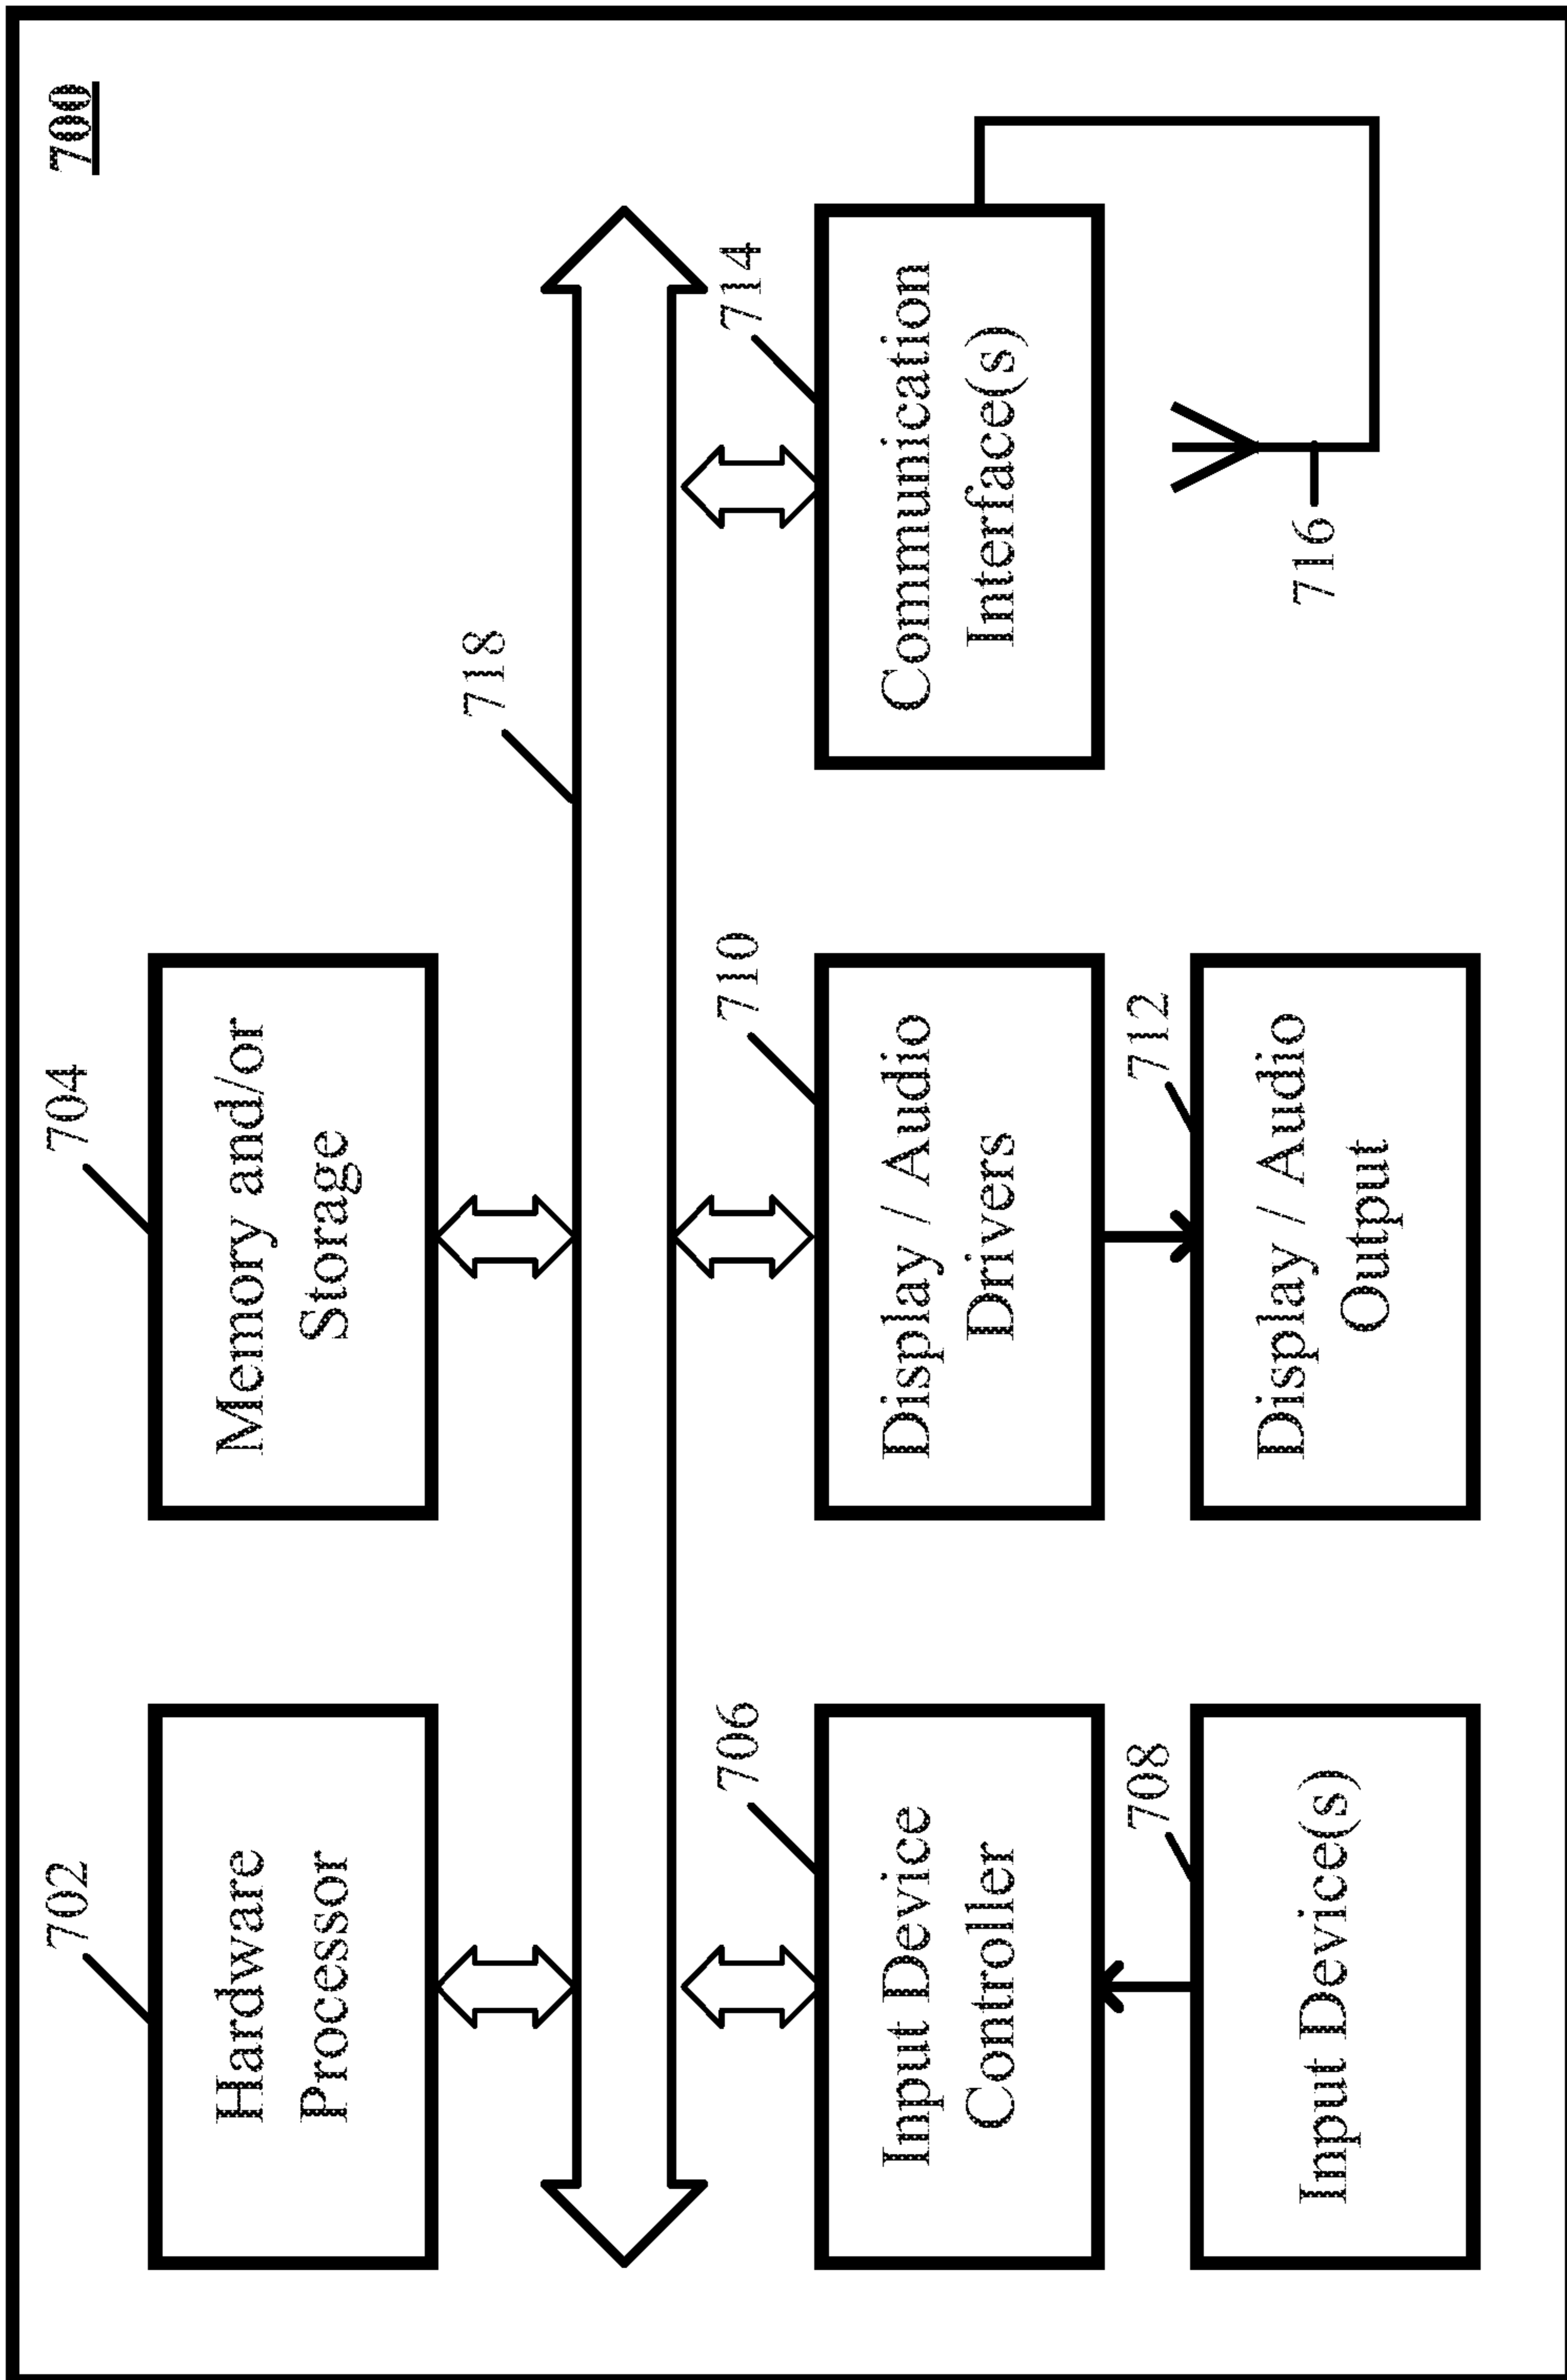 700
702
Hardware
Processor
704
Memory and/or
Storage
718
706
Input Device
Controller
710
Display / Audio
Drivers
714
Communication
Interface(s)
708
Input Device(s)
712
Display / Audio
Output
716